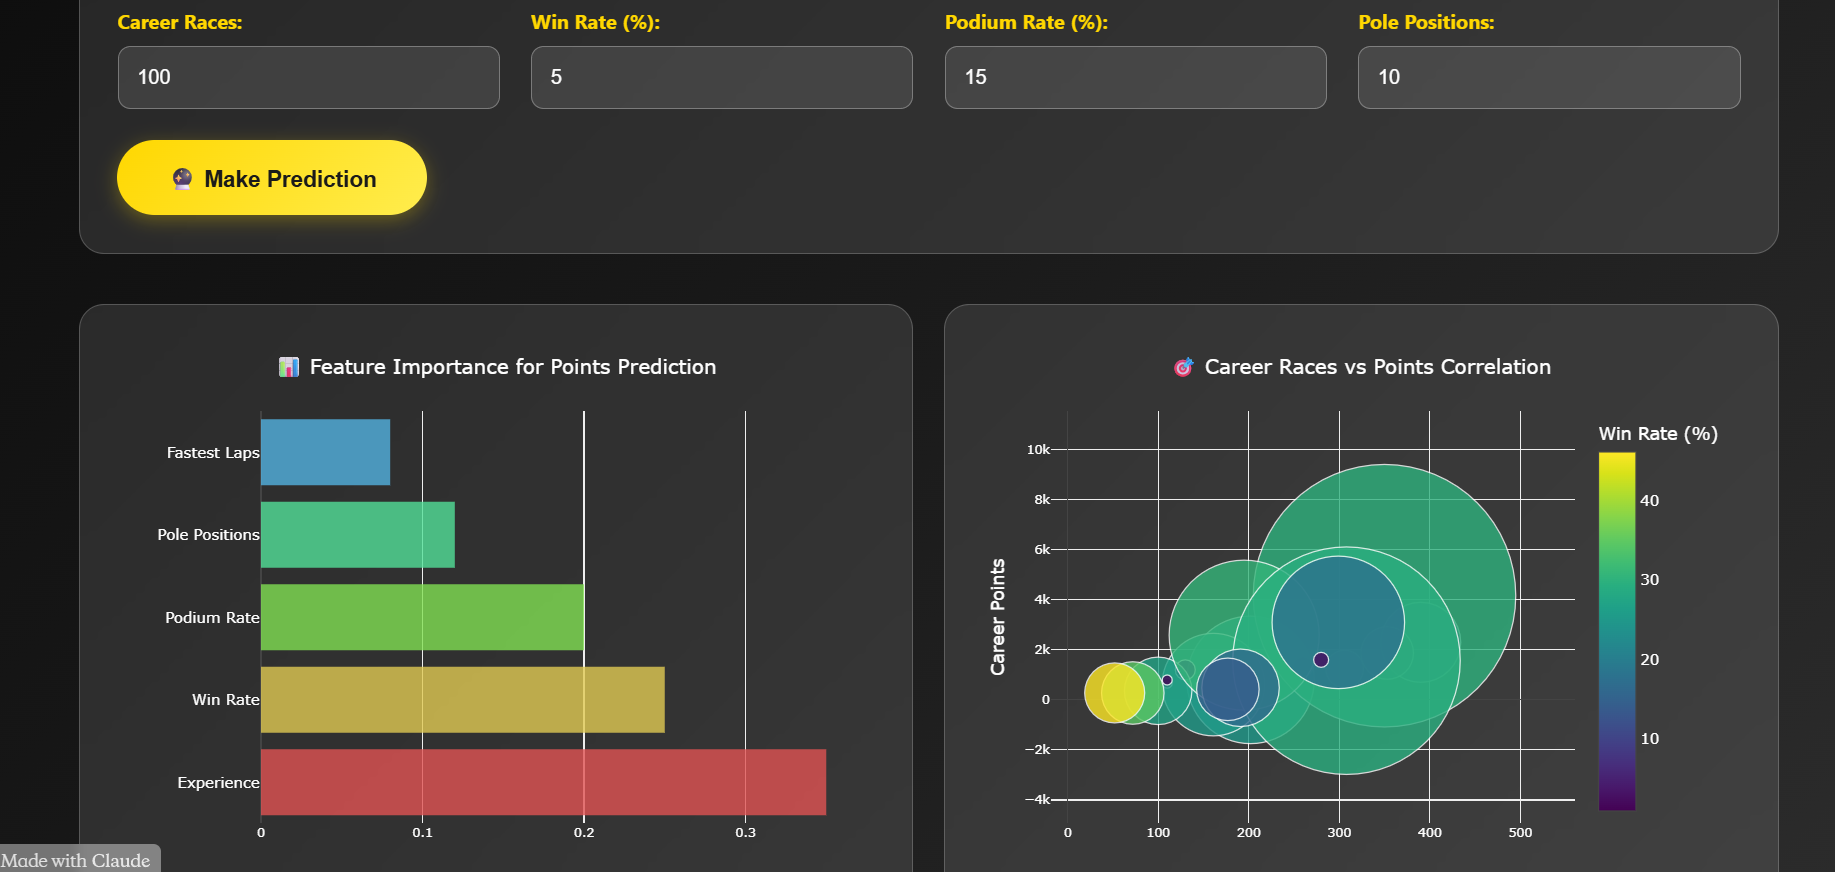 Career Races:
Win Rate (%):
Podium Rate (%):
Pole Positions:
100
5
15
10
🔮 Make Prediction
📊 Feature Importance for Points Prediction
Fastest Laps
Pole Positions
Podium Rate
Win Rate
Experience
0
0.1
0.2
0.3
🎯 Career Races vs Points Correlation
Career Points
10k
8k
6k
4k
2k
0
−2k
−4k
0
100
200
300
400
500
Win Rate (%)
40
30
20
10
Made with Claude